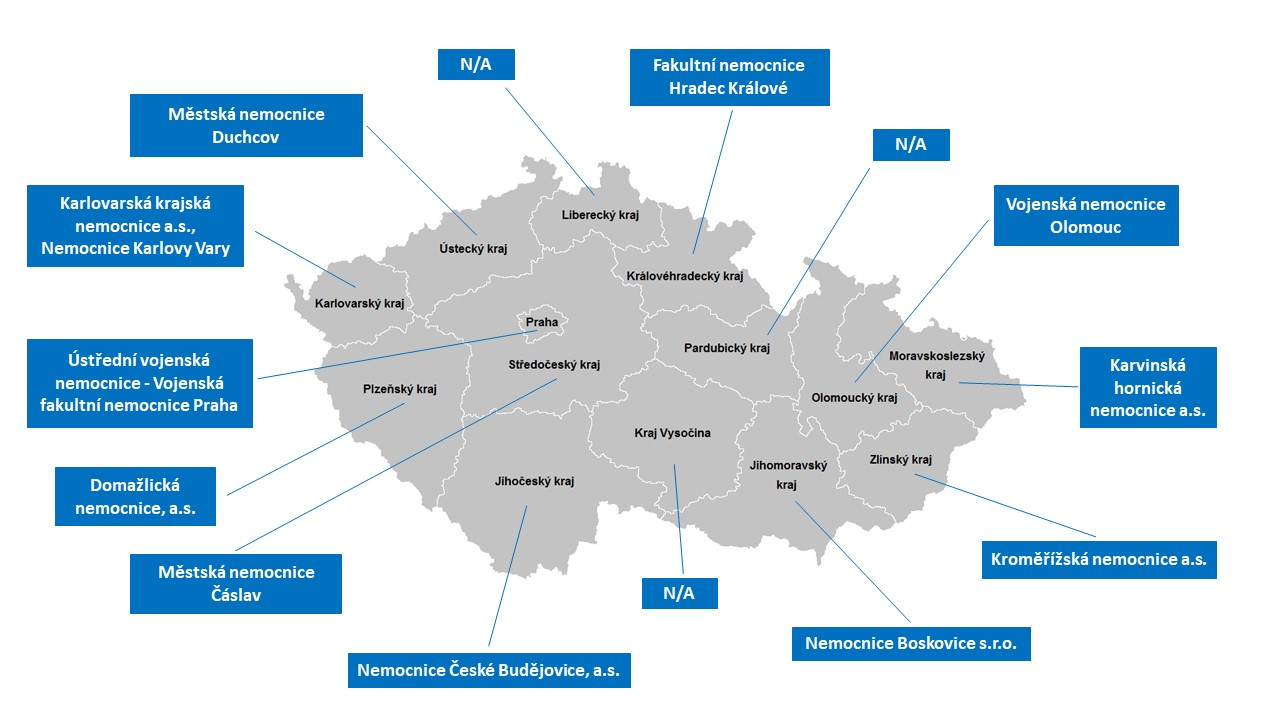 N/A
Fakultní nemocnice
Hradec Králové
Městská nemocnice
Duchcov
N/A
Karlovarská krajská
nemocnice a.s.,
Nemocnice Karlovy Vary
Vojenská nemocnice
Olomouc
Liberecký kraj
Ústecký kraj
Královéhradecký kraj
Karlovarský kraj
Praha
Pardubický kraj
Středočeský kraj
Moravskoslezský
kraj
Plzeňský kraj
Olomoucký kraj
Ústřední vojenská
nemocnice - Vojenská
fakultní nemocnice Praha
Karvinská
hornická
nemocnice a.s.
Kraj Vysočina
Zlínský kraj
Jihomoravský
kraj
Jihočeský kraj
Domažlická
nemocnice, a.s.
Městská nemocnice
Čáslav
Kroměřížská nemocnice a.s.
N/A
Nemocnice Boskovice s.r.o.
Nemocnice České Budějovice, a.s.